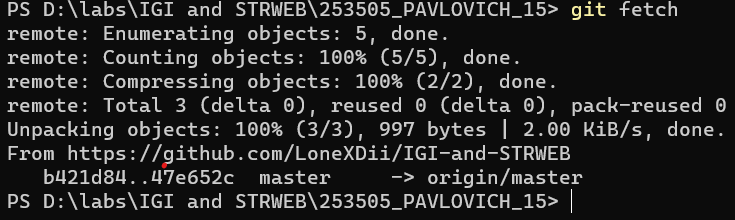 PS D:\labs\IGI and STRWEB\253505_PAVLOVICH_15> git fetch
remote: Enumerating objects: 5, done.
remote: Counting objects: 100% (5/5), done.
remote: Compressing objects: 100% (2/2), done.
remote: Total 3 (delta 0), reused 0 (delta 0), pack-reused 0
Unpacking objects: 100% (3/3), 997 bytes | 2.00 KiB/s, done.
From https://github.com/LoneXDii/IGI-and-STRWEB
   b421d84..47e652c  master     -> origin/master
PS D:\labs\IGI and STRWEB\253505_PAVLOVICH_15>